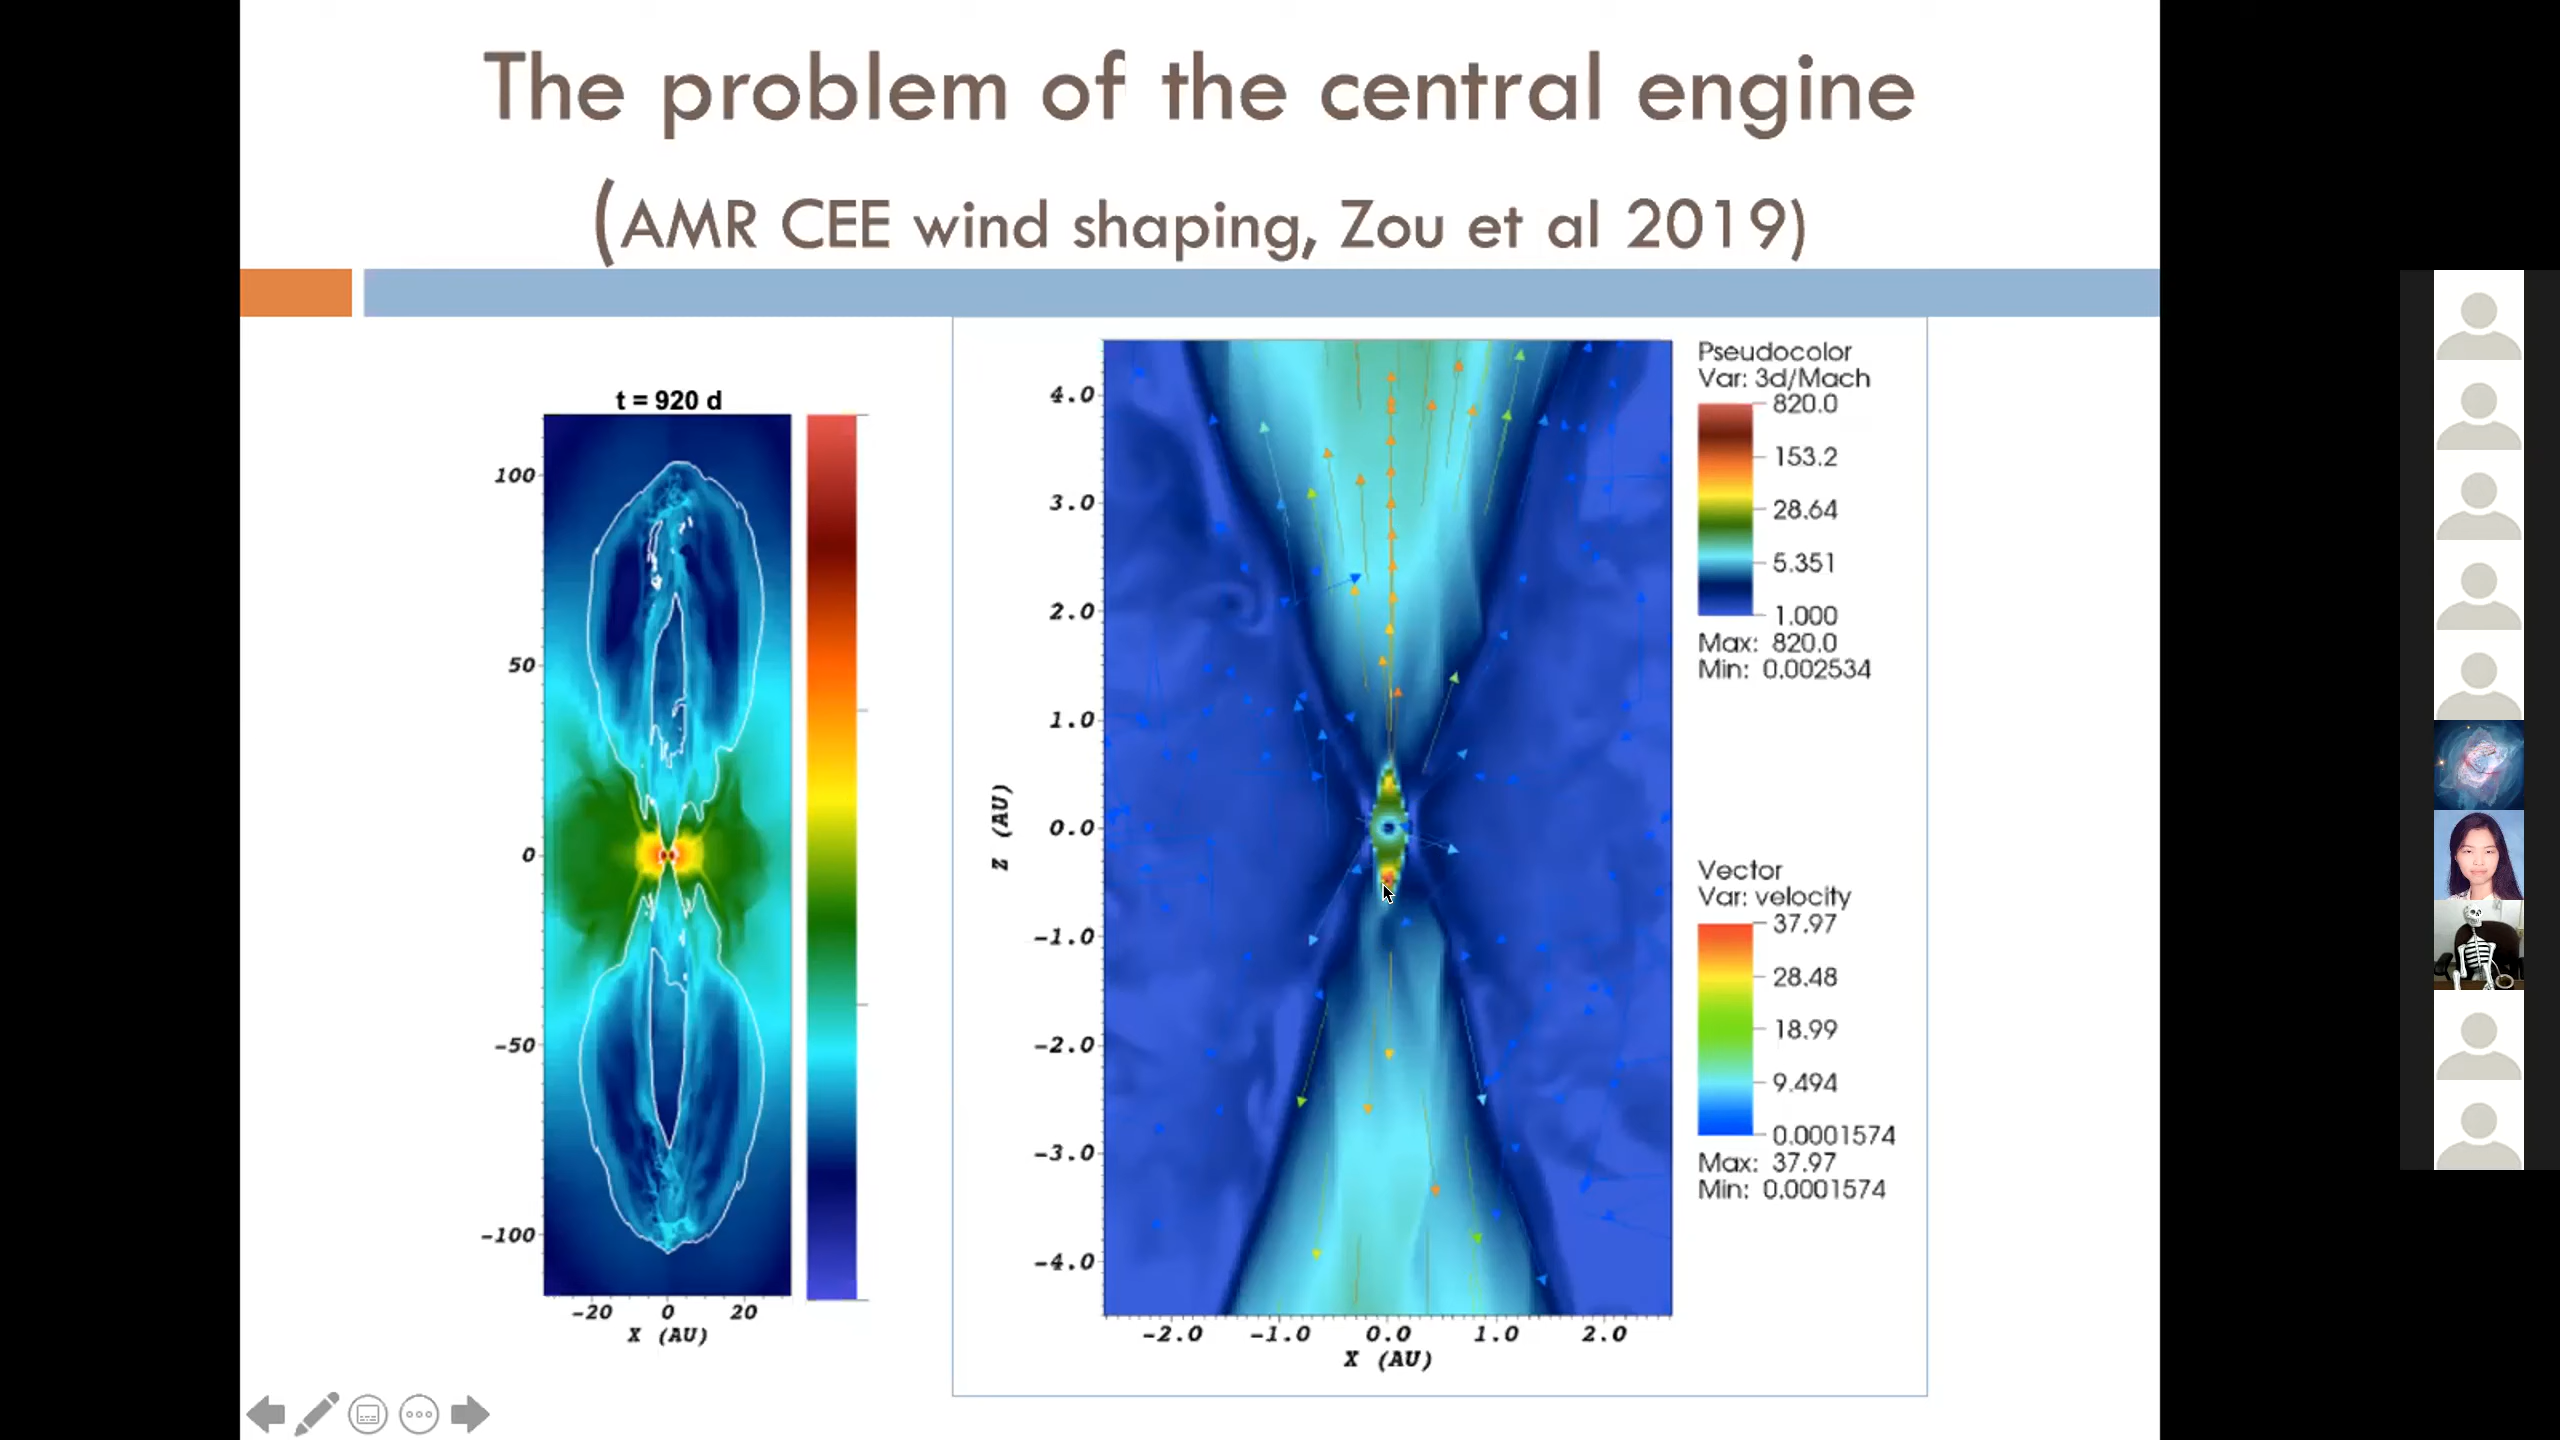 The problem of the central engine
(AMR CEE wind shaping, Zou et al 2019)
t = 920 d
100
50
0
-50
-100
-20 0 20
X (AU)
4.0
3.0
2.0
1.0
0.0
-1.0
-2.0
-3.0
-4.0
Z (AU)
-2.0 -1.0 0.0 1.0 2.0
X (AU)
Pseudocolor
Var: 3d/Mach
820.0
153.2
28.64
5.351
1.000
Max: 820.0
Min: 0.002534
Vector
Var: velocity
37.97
28.48
18.99
9.494
0.0001574
Max: 37.97
Min: 0.0001574